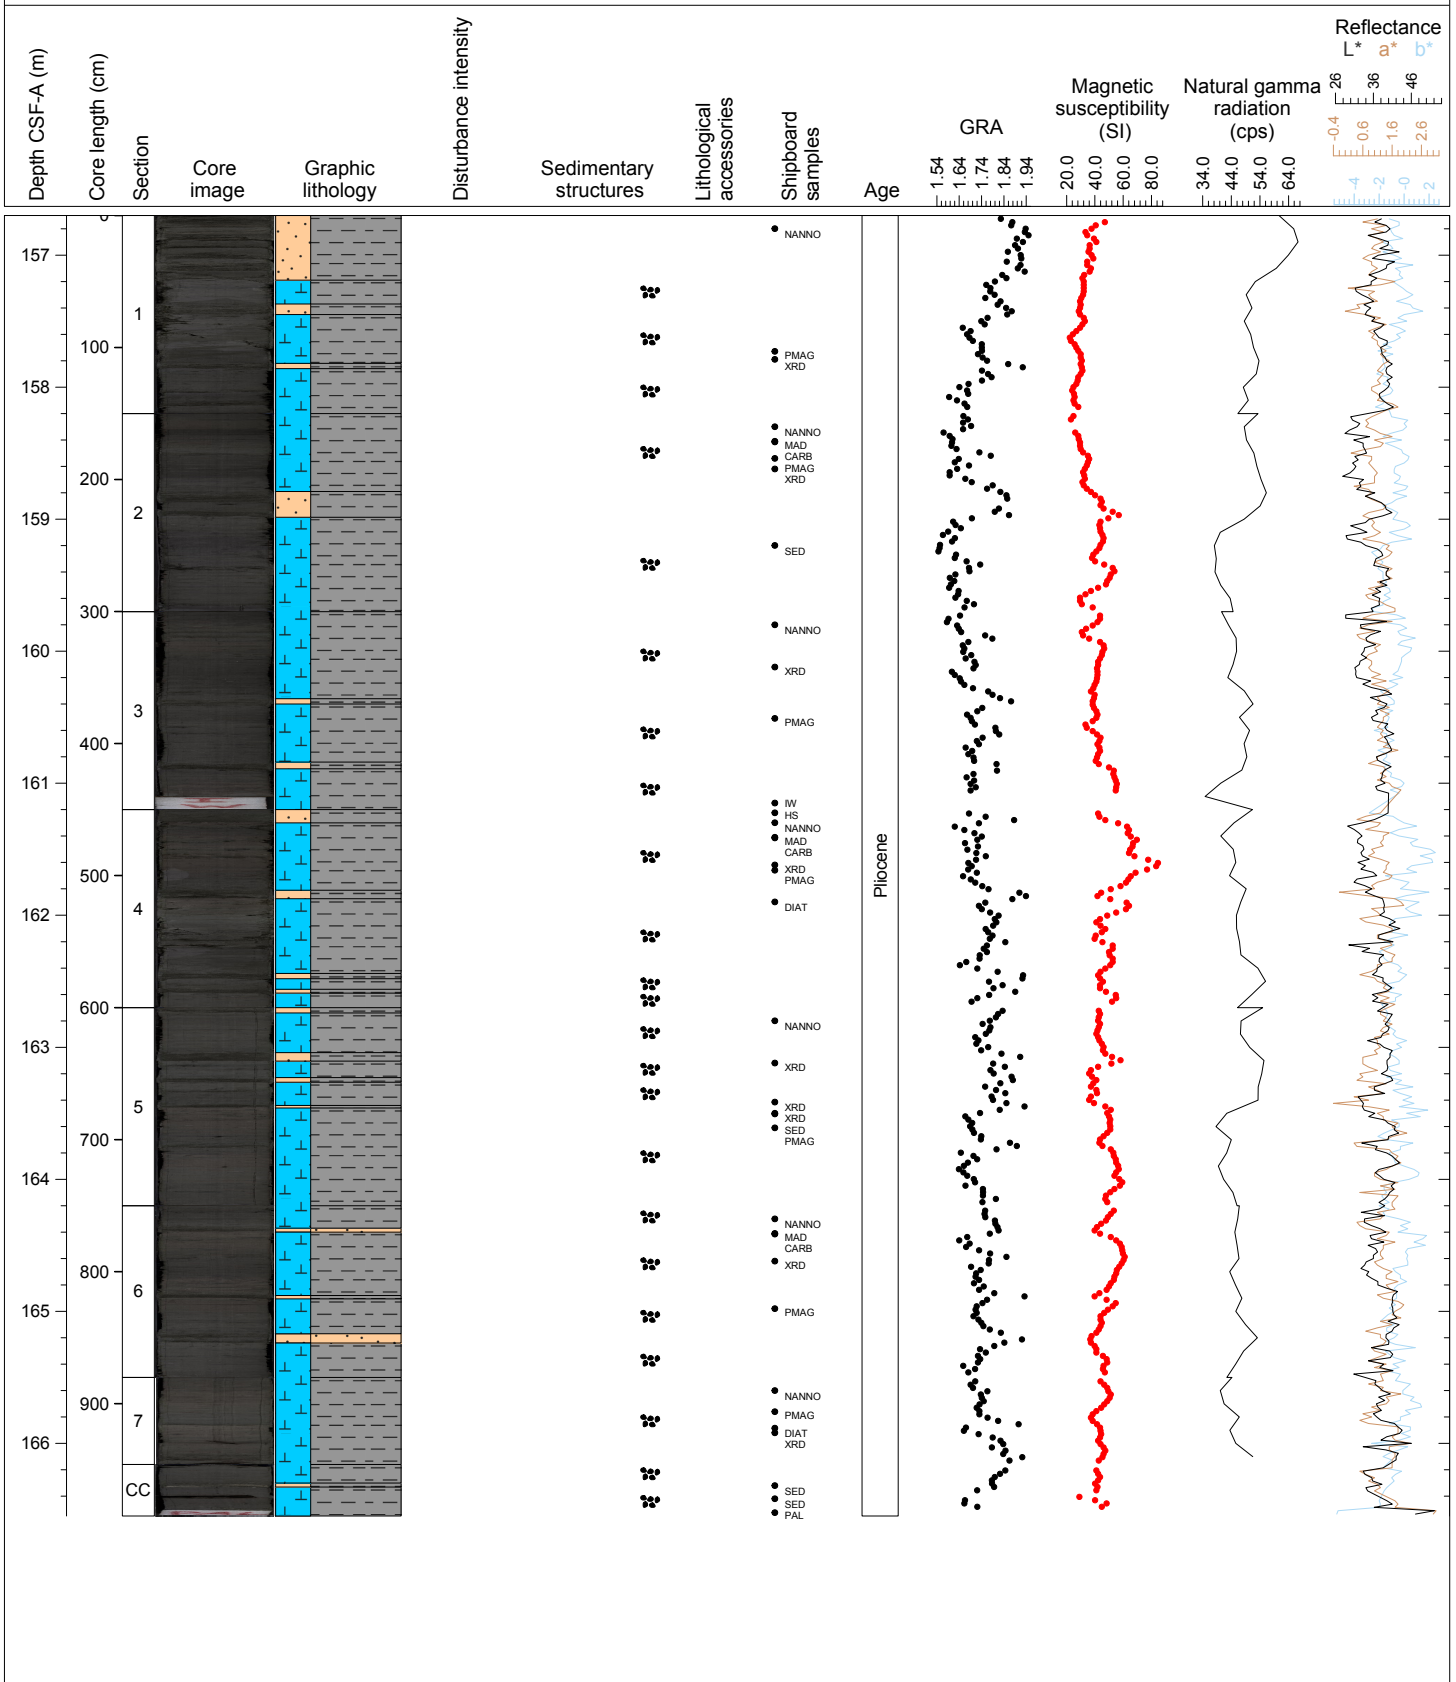 Depth CSF-A (m)
Core length (cm)
Section
Core
image
Graphic
lithology
Disturbance intensity
Sedimentary
structures
Lithological
accessories
Shipboard
samples
Age
GRA
1.54 1.64 1.74 1.84 1.94
Magnetic
susceptibility
(SI)
20.0 40.0 60.0 80.0
Natural gamma
radiation
(cps)
34.0 44.0 54.0 64.0
Reflectance
L* a* b*
26 36 46
-0.4 0.6 1.6 2.6
-4 -2 -0 2
0
157
1
100
158
200
159
2
300
160
3
400
161
4
500
162
600
163
5
700
164
800
6
165
900
7
166
CC
NANNO
PMAG
XRD
NANNO
MAD
CARB
PMAG
XRD
SED
NANNO
XRD
PMAG
IW
HS
NANNO
MAD
CARB
XRD
PMAG
DIAT
NANNO
XRD
XRD
XRD
SED
PMAG
NANNO
MAD
CARB
XRD
PMAG
NANNO
PMAG
DIAT
XRD
SED
SED
PAL
Pliocene